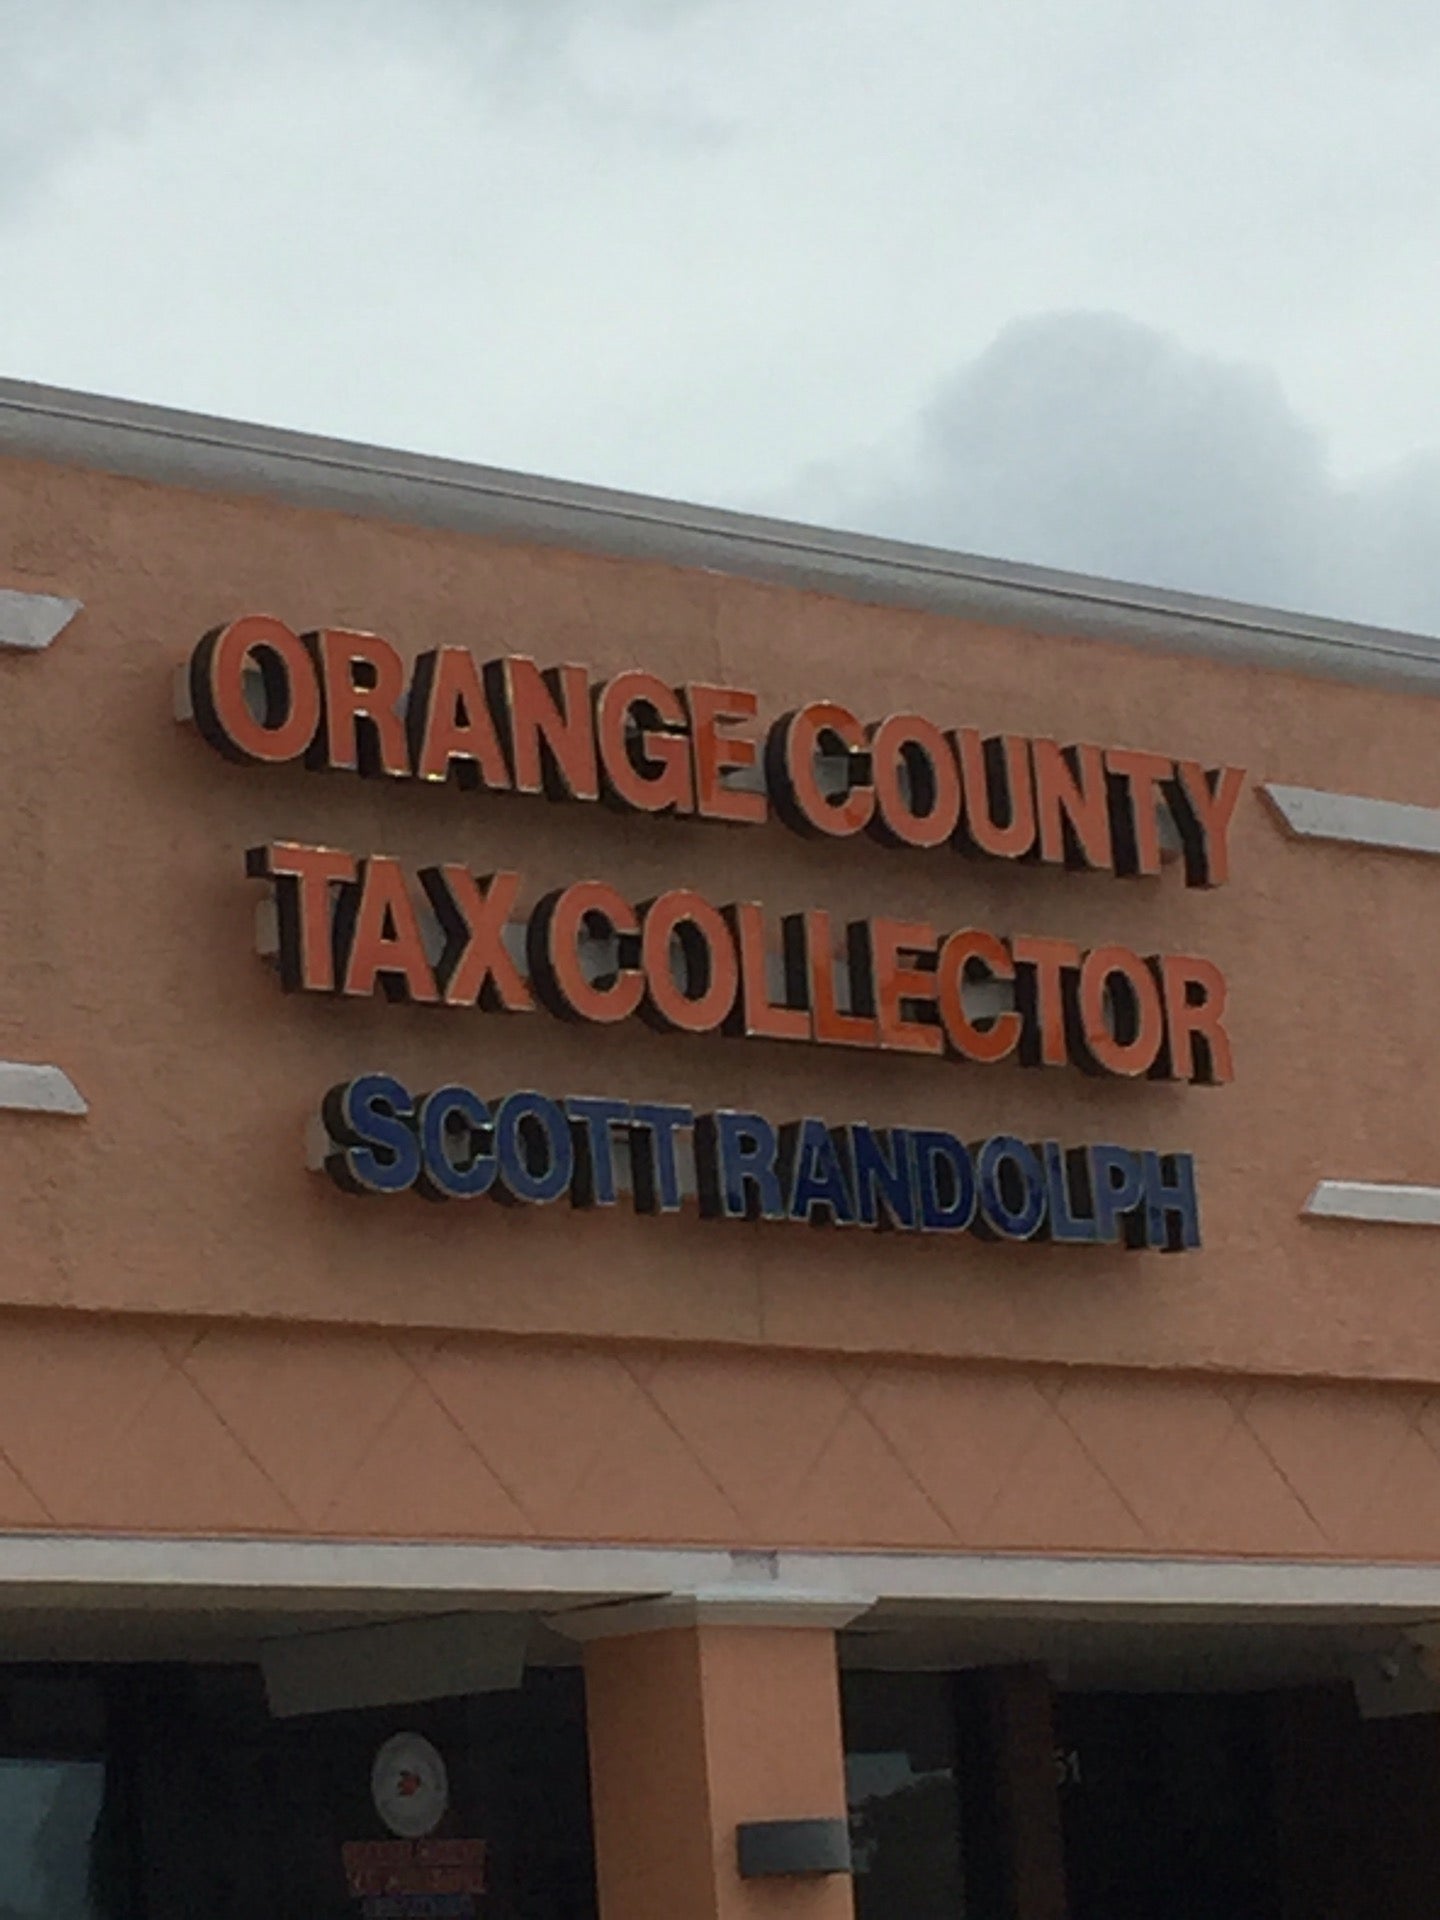 ORANGE COUNTY
TAX COLLECTOR
SCOTT RANDOLPH